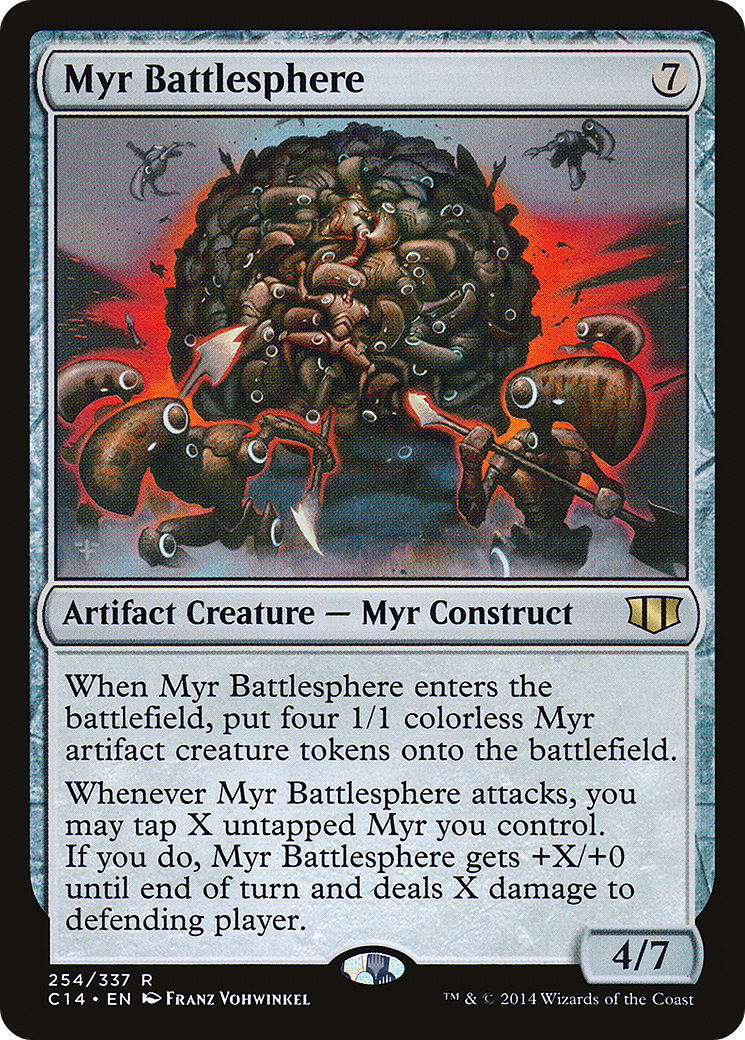 Myr Battlesphere 7
Artifact Creature — Myr Construct
When Myr Battlesphere enters the
battlefield, put four 1/1 colorless Myr
artifact creature tokens onto the battlefield.
Whenever Myr Battlesphere attacks, you
may tap X untapped Myr you control.
If you do, Myr Battlesphere gets +X/+0
until end of turn and deals X damage to
defending player.
4/7
254/337 R
C14 • EN Franz Vohwinkel
™ & © 2014 Wizards of the Coast